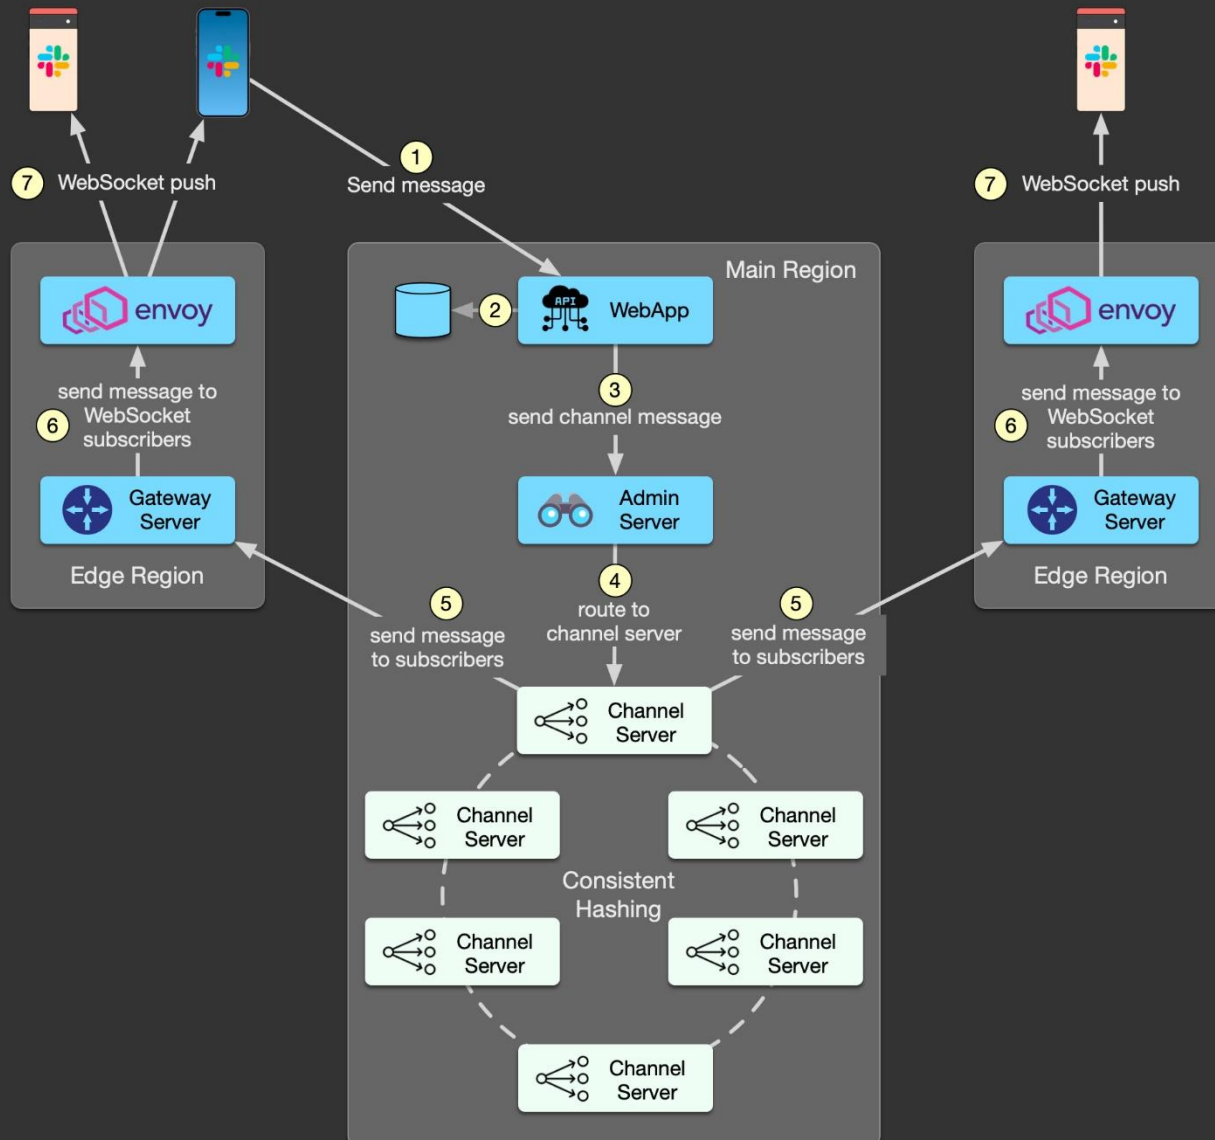 1
Send message
7
WebSocket push
7
WebSocket push
Main Region
envoy
2
API
WebApp
envoy
3
send channel message
6
send message to
WebSocket
subscribers
6
send message to
WebSocket
subscribers
Gateway
Server
Admin
Server
Gateway
Server
Edge Region
4
route to
channel server
Edge Region
5
send message
to subscribers
5
send message
to subscribers
Channel
Server
Channel
Server
Channel
Server
Consistent
Hashing
Channel
Server
Channel
Server
Channel
Server